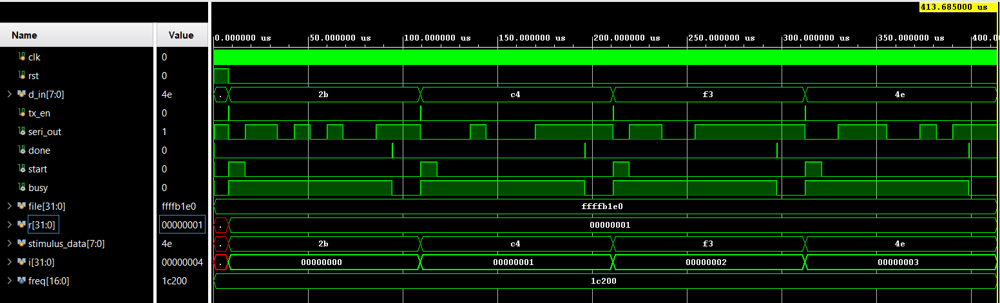 413.685000 us
Name Value
0.000000 us 50.000000 us 100.000000 us 150.000000 us 200.000000 us 250.000000 us 300.000000 us 350.000000 us 400.0
clk 0
rst 0
d_in[7:0] 4e . 2b c4 f3 4e
tx_en 0
seri_out 1
done 0
start 0
busy 0
file[31:0] ffffb1e0 ffffb1e0
r[31:0] 00000001 . 00000001
stimulus_data[7:0] 4e . 2b c4 f3 4e
i[31:0] 00000004 . 00000000 00000001 00000002 00000003
freq[16:0] 1c200 1c200